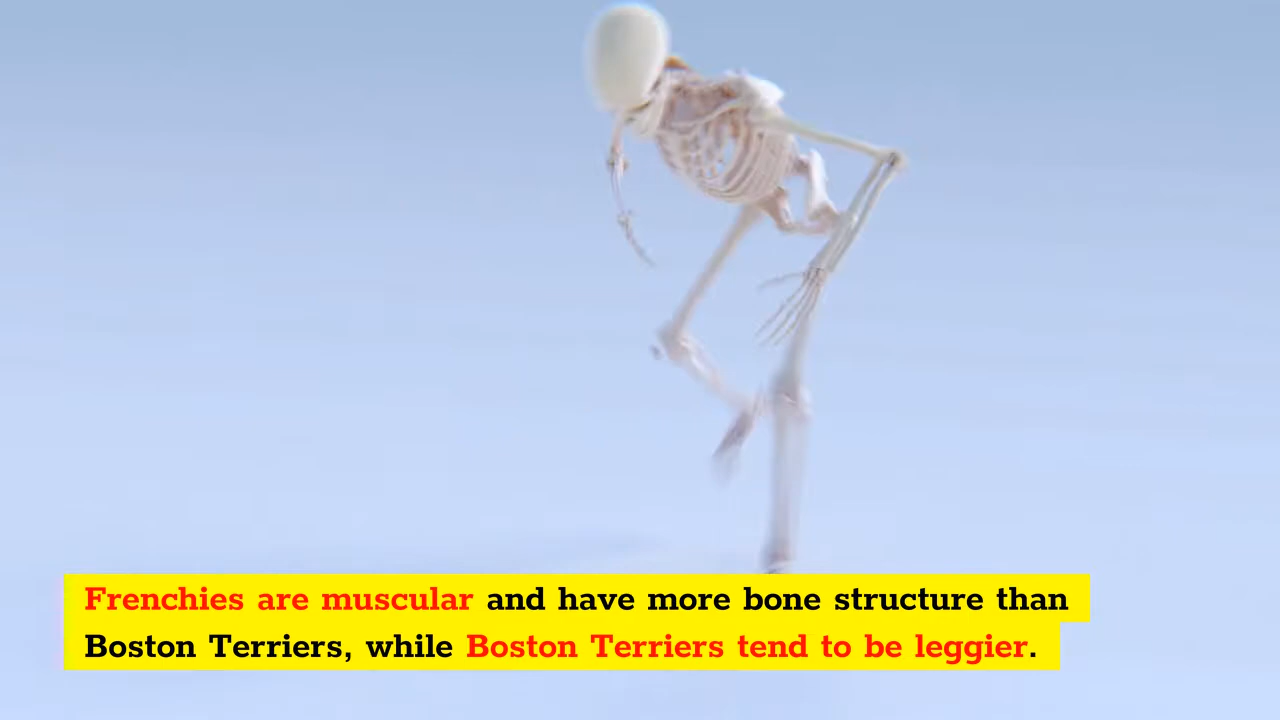 Frenchies are muscular and have more bone structure than
Boston Terriers, while Boston Terriers tend to be leggier.